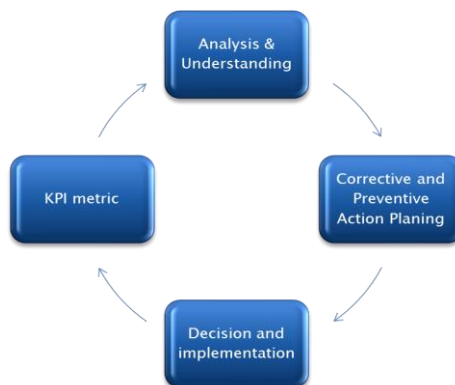 Analysis &
Understanding
Corrective and
Preventive
Action Planing
Decision and
implementation
KPI metric